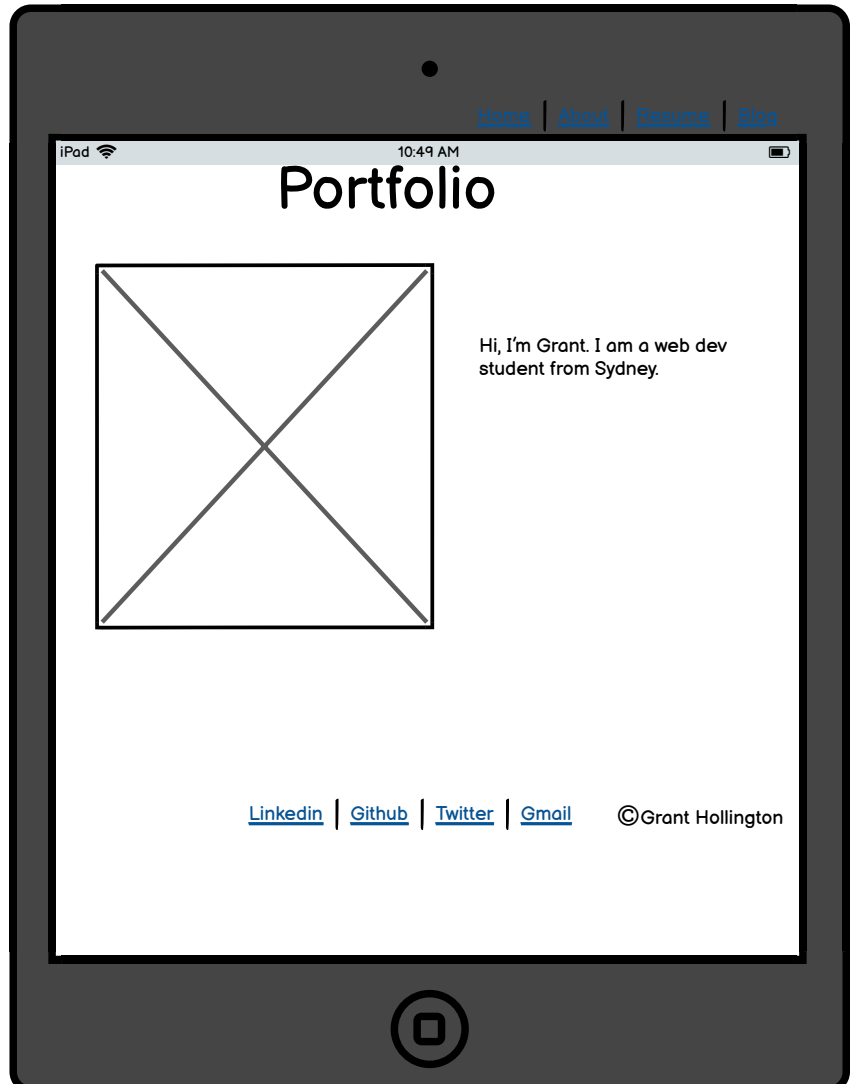 Home | About | Resume | Blog
iPad 10:49 AM
Portfolio
Hi, I'm Grant. I am a web dev
student from Sydney.
Linkedin | Github | Twitter | Gmail ©Grant Hollington